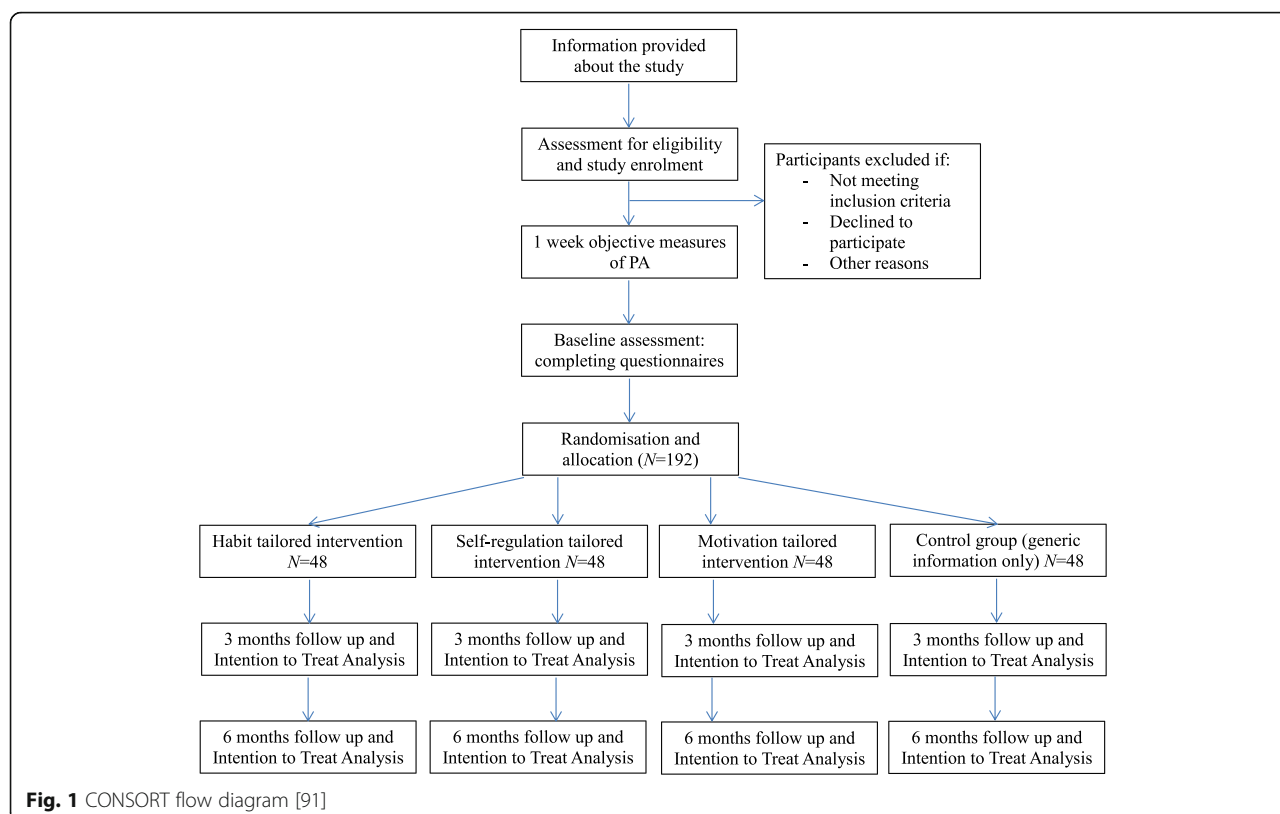 Information provided
about the study
Assessment for eligibility
and study enrolment
Participants excluded if:
- Not meeting
inclusion criteria
- Declined to
participate
- Other reasons
1 week objective measures
of PA
Baseline assessment:
completing questionnaires
Randomisation and
allocation (N=192)
Habit tailored intervention
N=48
Self-regulation tailored
intervention N=48
Motivation tailored
intervention N=48
Control group (generic
information only) N=48
3 months follow up and
Intention to Treat Analysis
3 months follow up and
Intention to Treat Analysis
3 months follow up and
Intention to Treat Analysis
3 months follow up and
Intention to Treat Analysis
6 months follow up and
Intention to Treat Analysis
6 months follow up and
Intention to Treat Analysis
6 months follow up and
Intention to Treat Analysis
6 months follow up and
Intention to Treat Analysis
Fig. 1 CONSORT flow diagram [91]